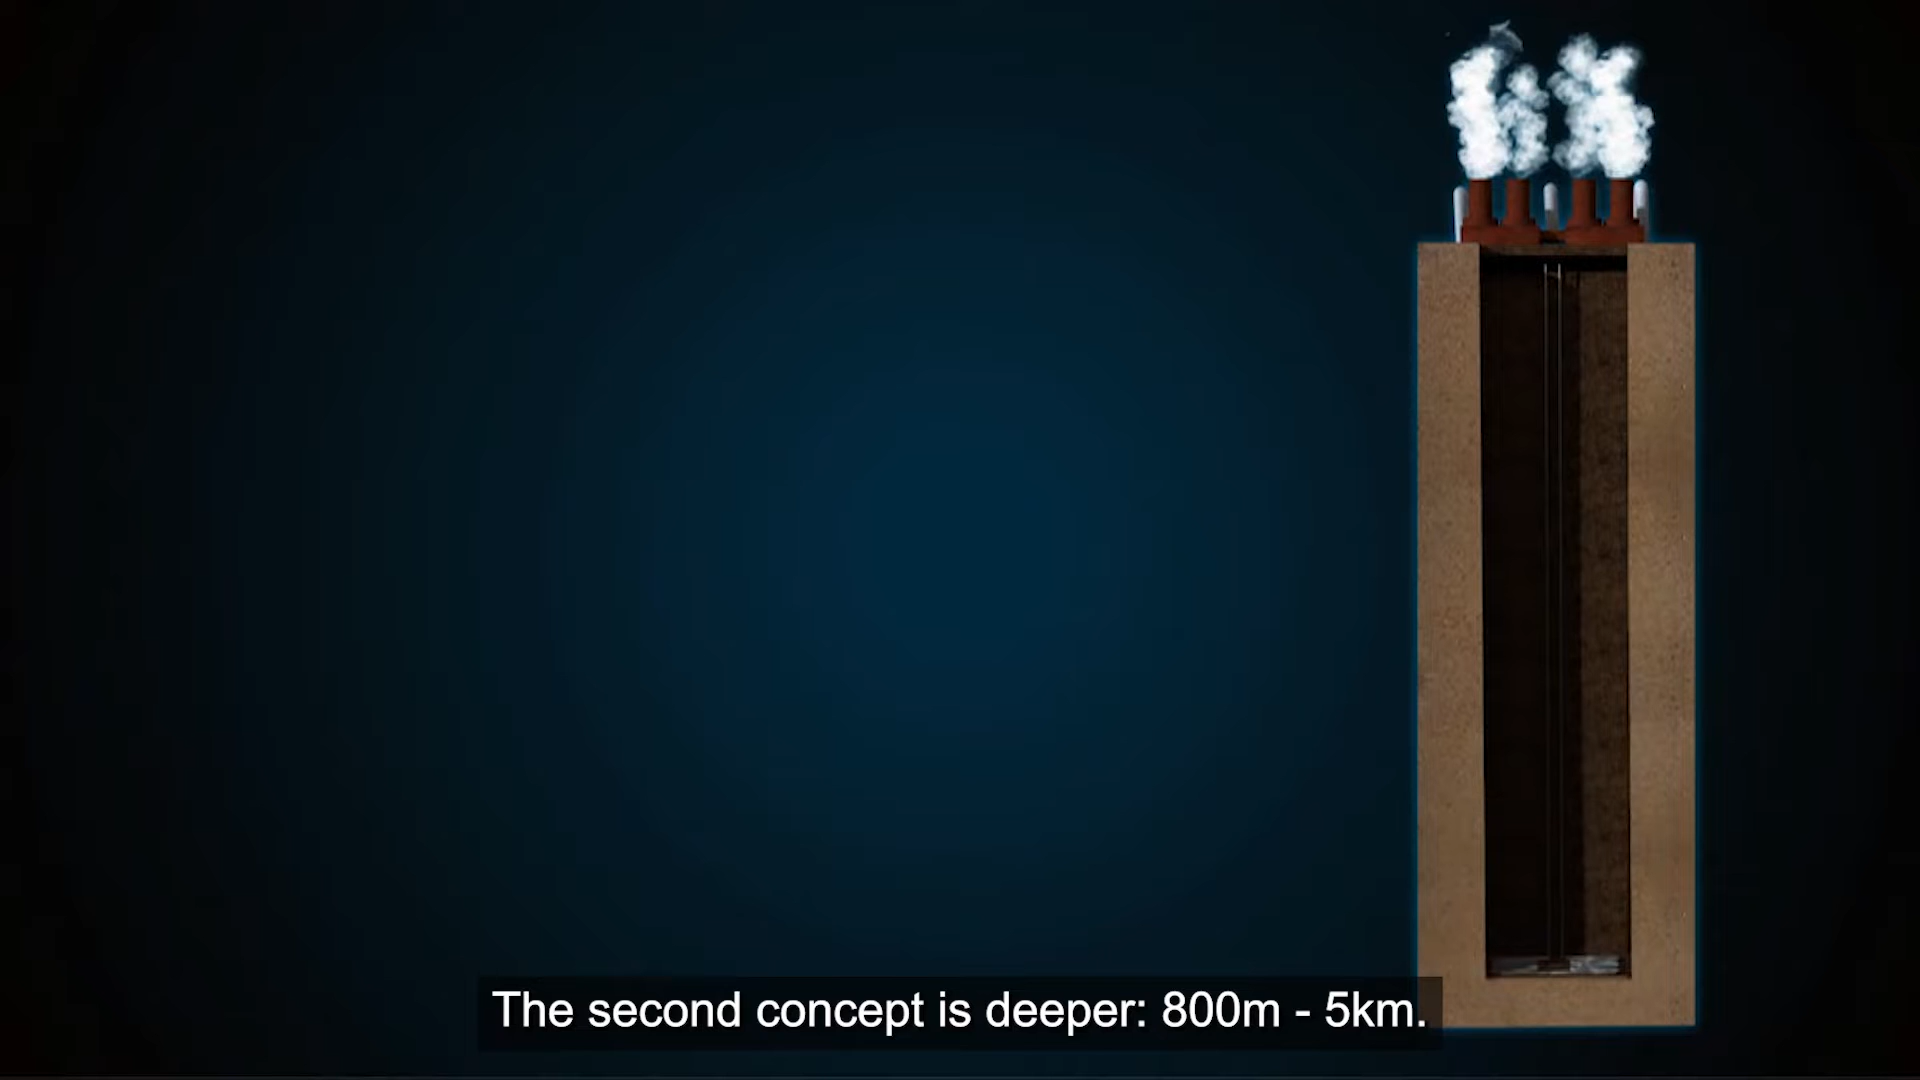 The second concept is deeper: 800m - 5km.